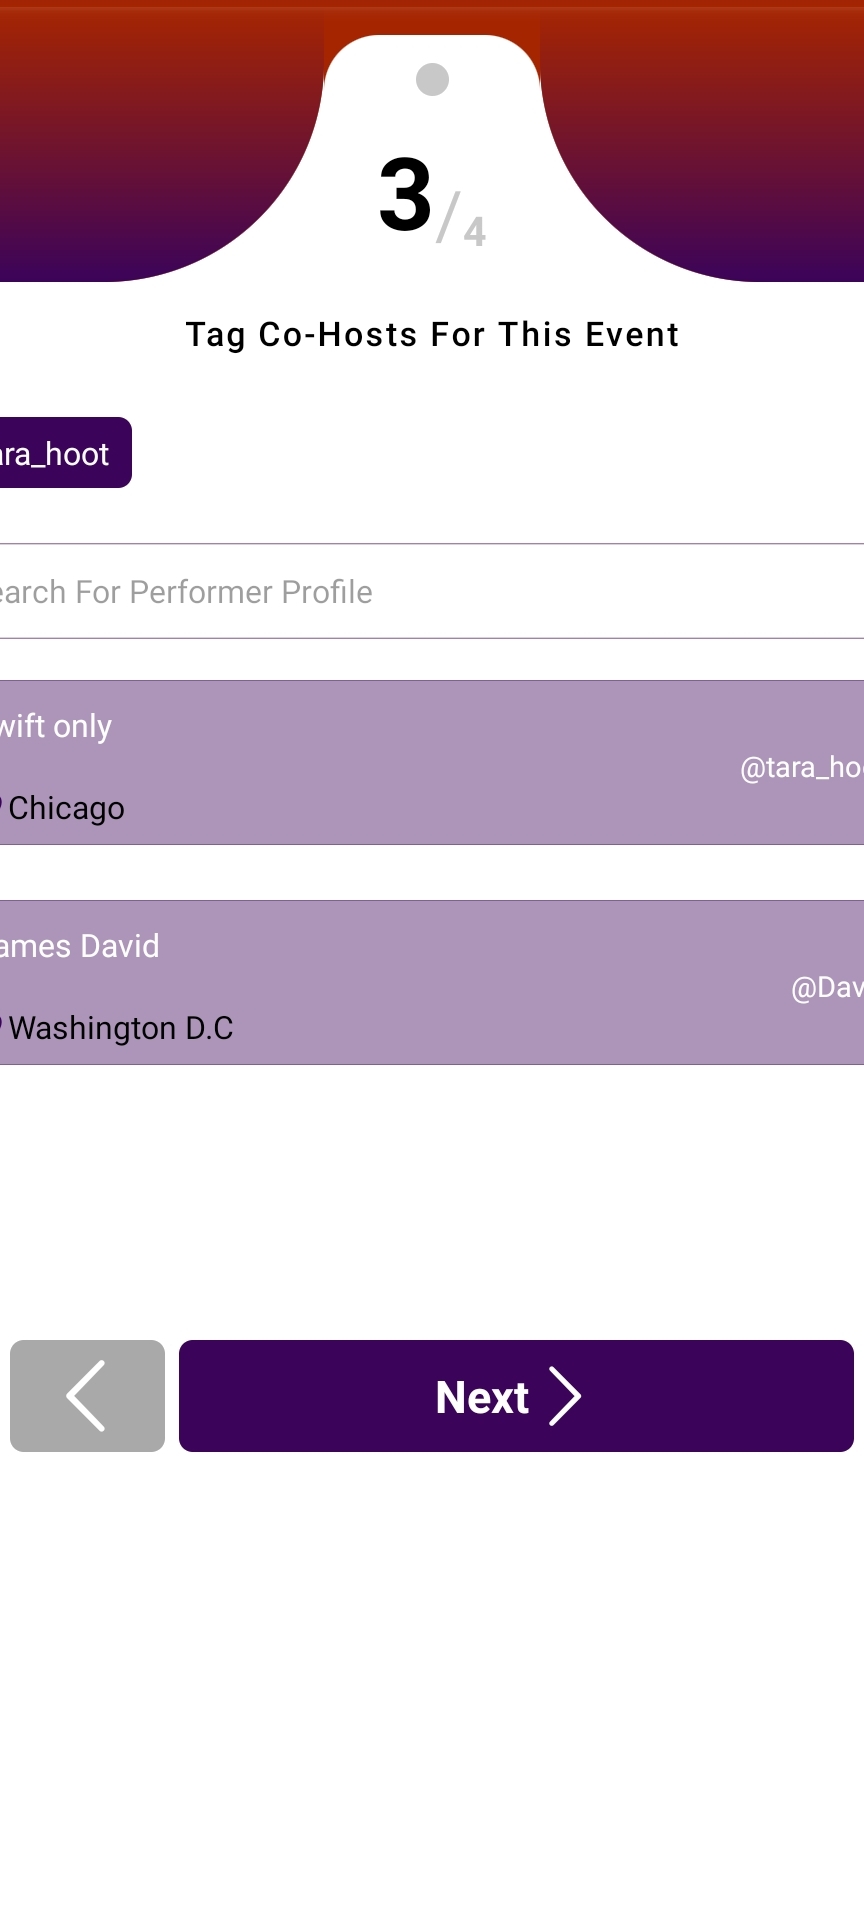 3/4
Tag Co-Hosts For This Event
ara_hoot
earch For Performer Profile
wift only
@tara_ho
Chicago
ames David
@Dav
Washington D.C
Next